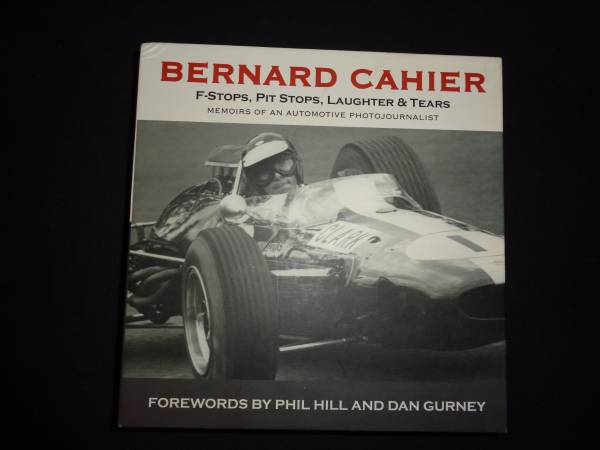 BERNARD CAHIER
F-STOPS, PIT STOPS, LAUGHTER & TEARS
MEMOIRS OF AN AUTOMOTIVE PHOTOJOURNALIST
CLARK
FOREWORDS BY PHIL HILL AND DAN GURNEY